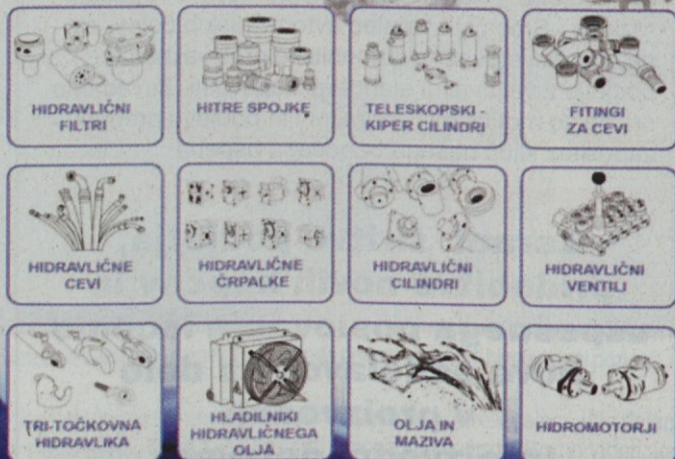 HIDRAVLIČNI
FILTRI
HITRE SPOJKE
TELESKOPSKI -
KIPER CILINDRI
FITINGI
ZA CEVI
HIDRAVLIČNE
CEVI
HIDRAVLIČNE
ČRPALKE
HIDRAVLIČNI
CILINDRI
HIDRAVLIČNI
VENTILI
TRI-TOČKOVNA
HIDRAVLIKA
HLADILNIKI
HIDRAVLIČNEGA
OLJA
OLJA IN
MAZIVA
HIDROMOTORJI